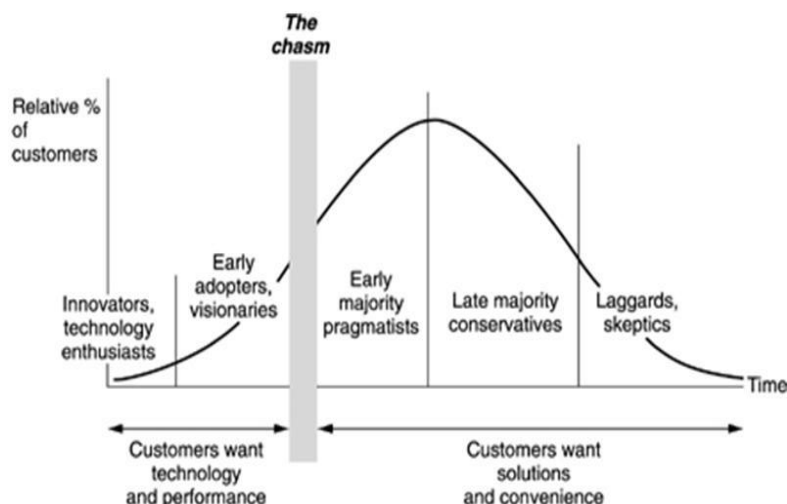 The
chasm
Relative %
of
customers
Innovators,
technology
enthusiasts
Early
adopters,
visionaries
Early
majority
pragmatists
Late majority
conservatives
Laggards,
skeptics
Time
Customers want
technology
and performance
Customers want
solutions
and convenience